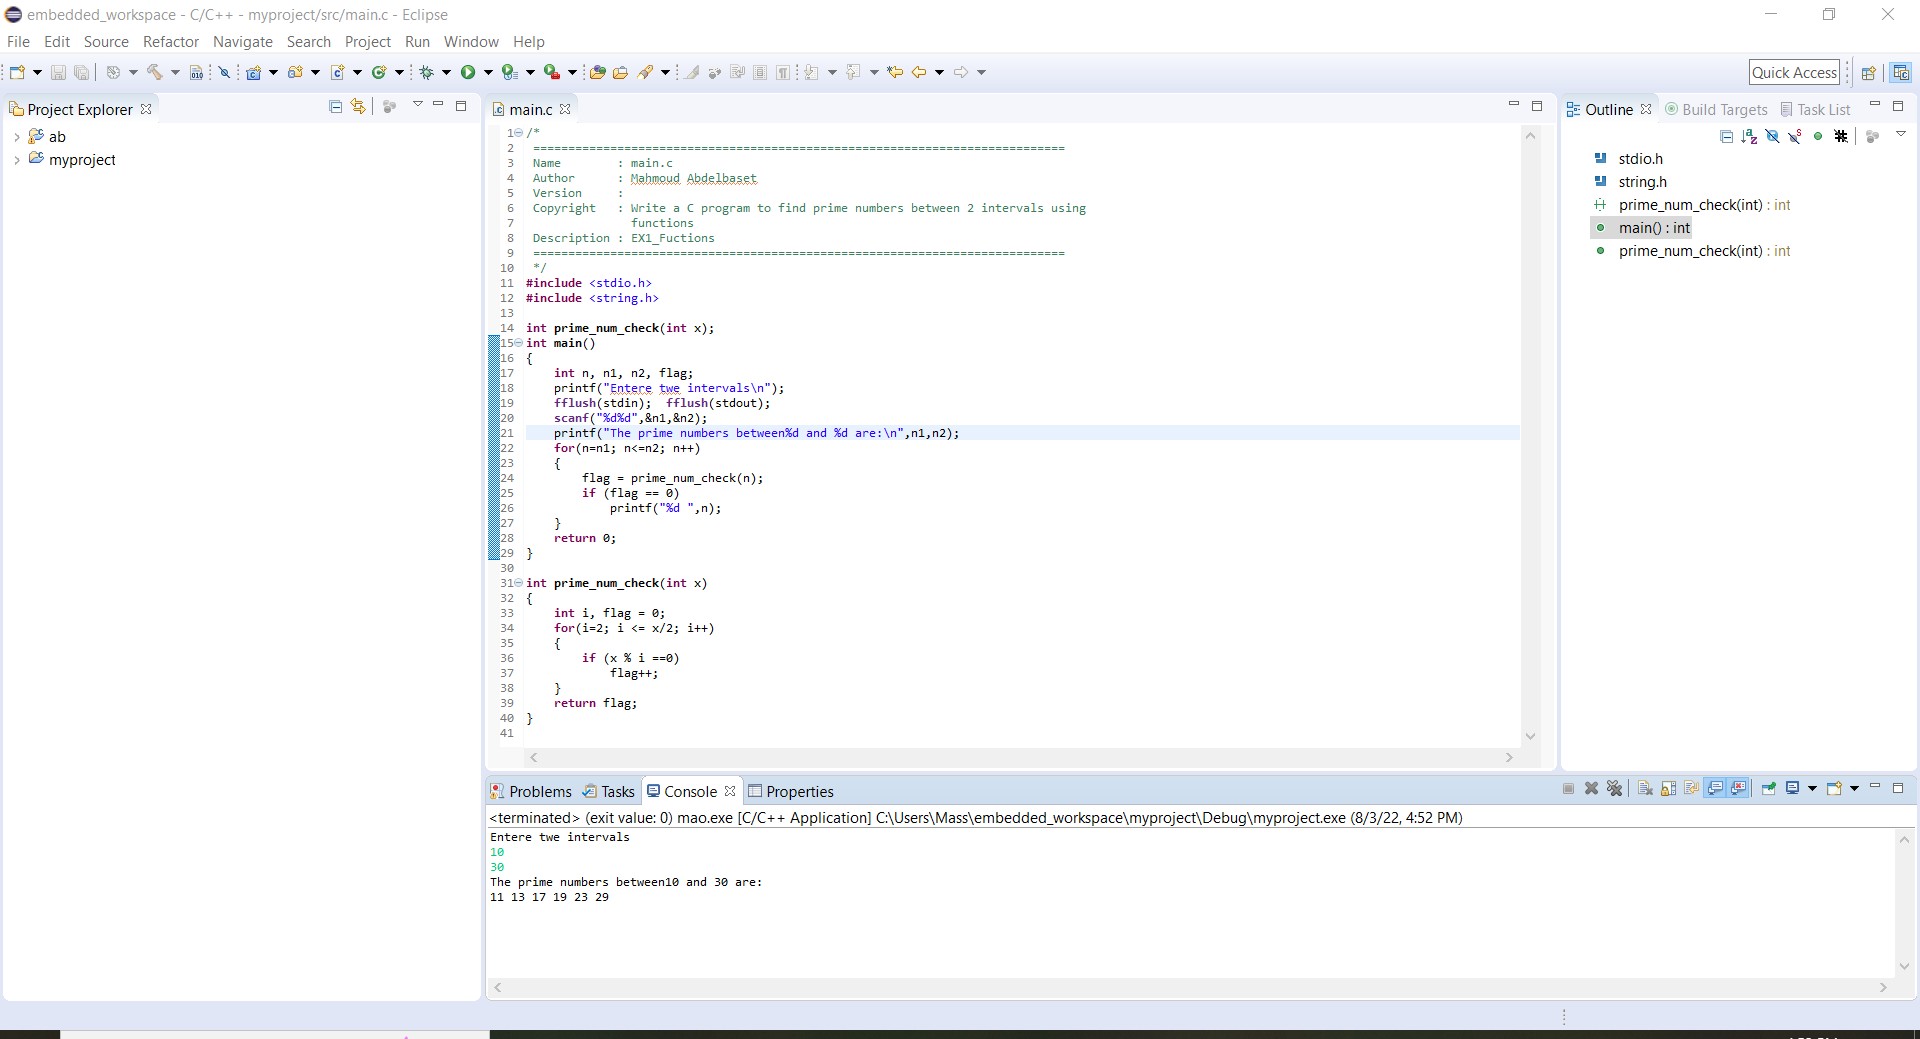 embedded_workspace - C/C++ - myproject/src/main.c - Eclipse
File Edit Source Refactor Navigate Search Project Run Window Help
Quick Access
Project Explorer
ab
myproject
main.c
1 /*
2 ============================================================================
3 Name : main.c
4 Author : Mahmoud Abdelbaset
5 Version :
6 Copyright : Write a C program to find prime numbers between 2 intervals using
7 functions
8 Description : EX1_Fuctions
9 ============================================================================
10 */
11 #include <stdio.h>
12 #include <string.h>
13
14 int prime_num_check(int x);
15 int main()
16 {
17 int n, n1, n2, flag;
18 printf("Entere twe intervals\n");
19 fflush(stdin); fflush(stdout);
20 scanf("%d%d",&n1,&n2);
21 printf("The prime numbers between%d and %d are:\n",n1,n2);
22 for(n=n1; n<=n2; n++)
23 {
24 flag = prime_num_check(n);
25 if (flag == 0)
26 printf("%d ",n);
27 }
28 return 0;
29 }
30
31 int prime_num_check(int x)
32 {
33 int i, flag = 0;
34 for(i=2; i <= x/2; i++)
35 {
36 if (x % i ==0)
37 flag++;
38 }
39 return flag;
40 }
41
Outline Build Targets Task List
stdio.h
string.h
prime_num_check(int) : int
main() : int
prime_num_check(int) : int
Problems Tasks Console Properties
<terminated> (exit value: 0) mao.exe [C/C++ Application] C:\Users\Mass\embedded_workspace\myproject\Debug\myproject.exe (8/3/22, 4:52 PM)
Entere twe intervals
10
30
The prime numbers between10 and 30 are:
11 13 17 19 23 29